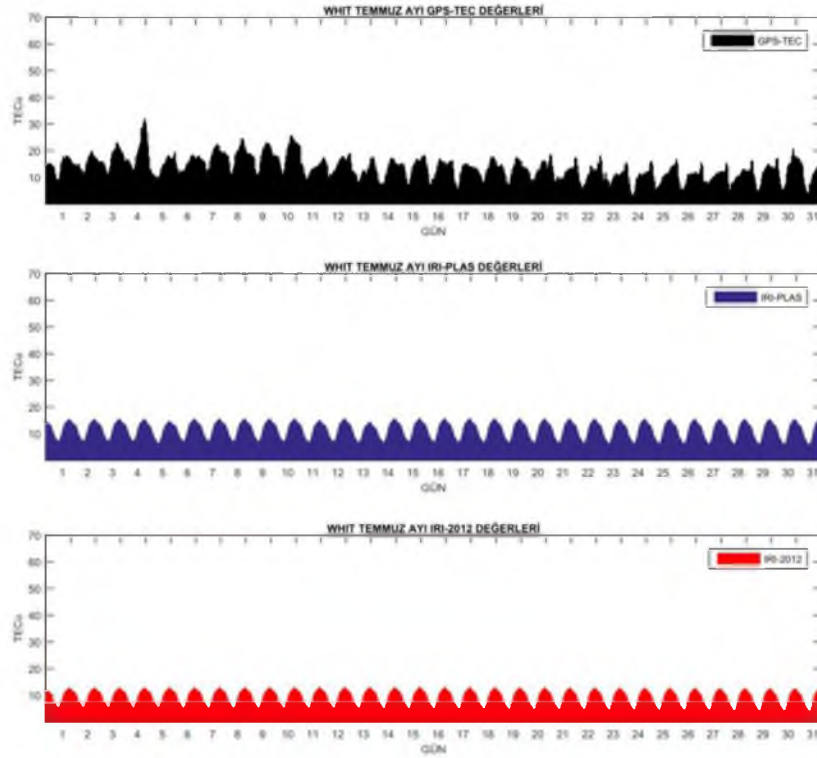 WHIT TEMMUZ AYI GPS-TEC DEĞERLERİ
GPS-TEC
70
60
50
40
30
20
10
TECu
1 2 3 4 5 6 7 8 9 10 11 12 13 14 15 16 17 18 19 20 21 22 23 24 25 26 27 28 29 30 31
GÜN
WHIT TEMMUZ AYI IRI-PLAS DEĞERLERİ
IRI-PLAS
70
60
50
40
30
20
10
TECu
1 2 3 4 5 6 7 8 9 10 11 12 13 14 15 16 17 18 19 20 21 22 23 24 25 26 27 28 29 30 31
GÜN
WHIT TEMMUZ AYI IRI-2012 DEĞERLERİ
IRI-2012
70
60
50
40
30
20
10
TECu
1 2 3 4 5 6 7 8 9 10 11 12 13 14 15 16 17 18 19 20 21 22 23 24 25 26 27 28 29 30 31
GÜN